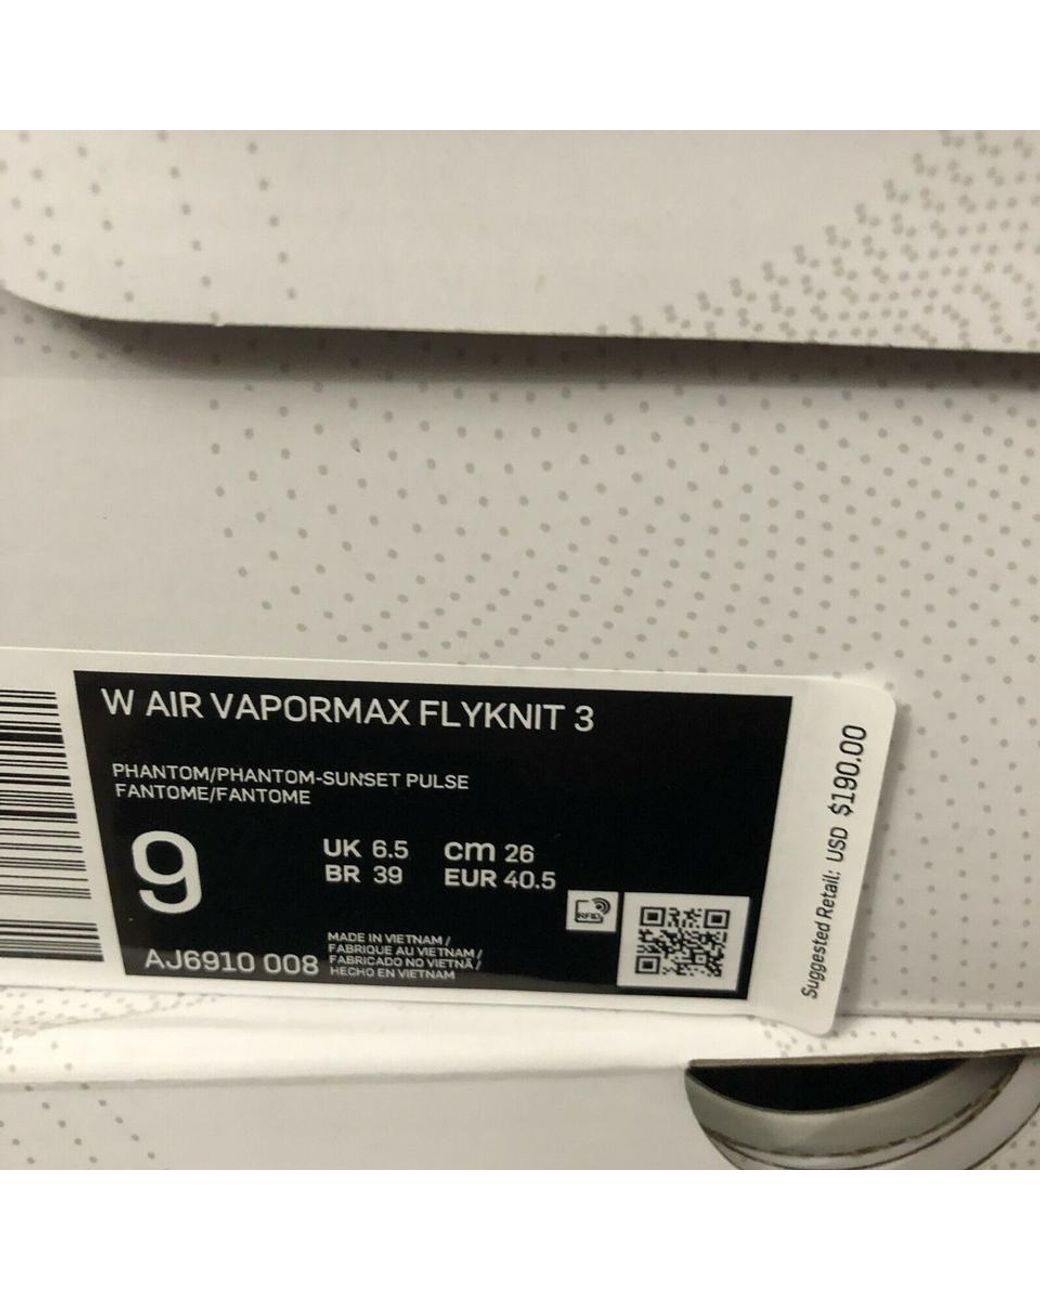 W AIR VAPORMAX FLYKNIT 3
PHANTOM/PHANTOM-SUNSET PULSE
FANTOME/FANTOME
9
UK 6.5 cm 26
BR 39 EUR 40.5
RFID
AJ6910 008
MADE IN VIETNAM /
FABRIQUE AU VIETNAM /
FABRICADO NO VIETNÃ /
HECHO EN VIETNAM
Suggested Retail: USD $190.00